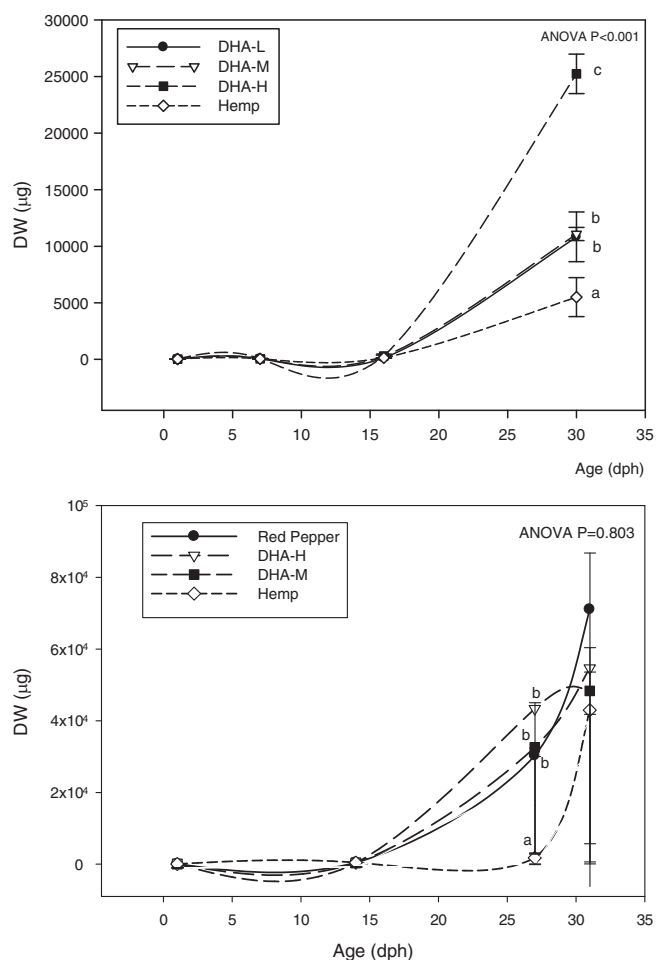 30000
25000
20000
15000
10000
5000
0
DW (µg)
DHA-L
DHA-M
DHA-H
Hemp
ANOVA P<0.001
c
b
b
a
0 5 10 15 20 25 30 35
Age (dph)
10⁵
8x10⁴
6x10⁴
4x10⁴
2x10⁴
0
DW (µg)
Red Pepper
DHA-H
DHA-M
Hemp
ANOVA P=0.803
b
b
b
a
0 5 10 15 20 25 30 35
Age (dph)